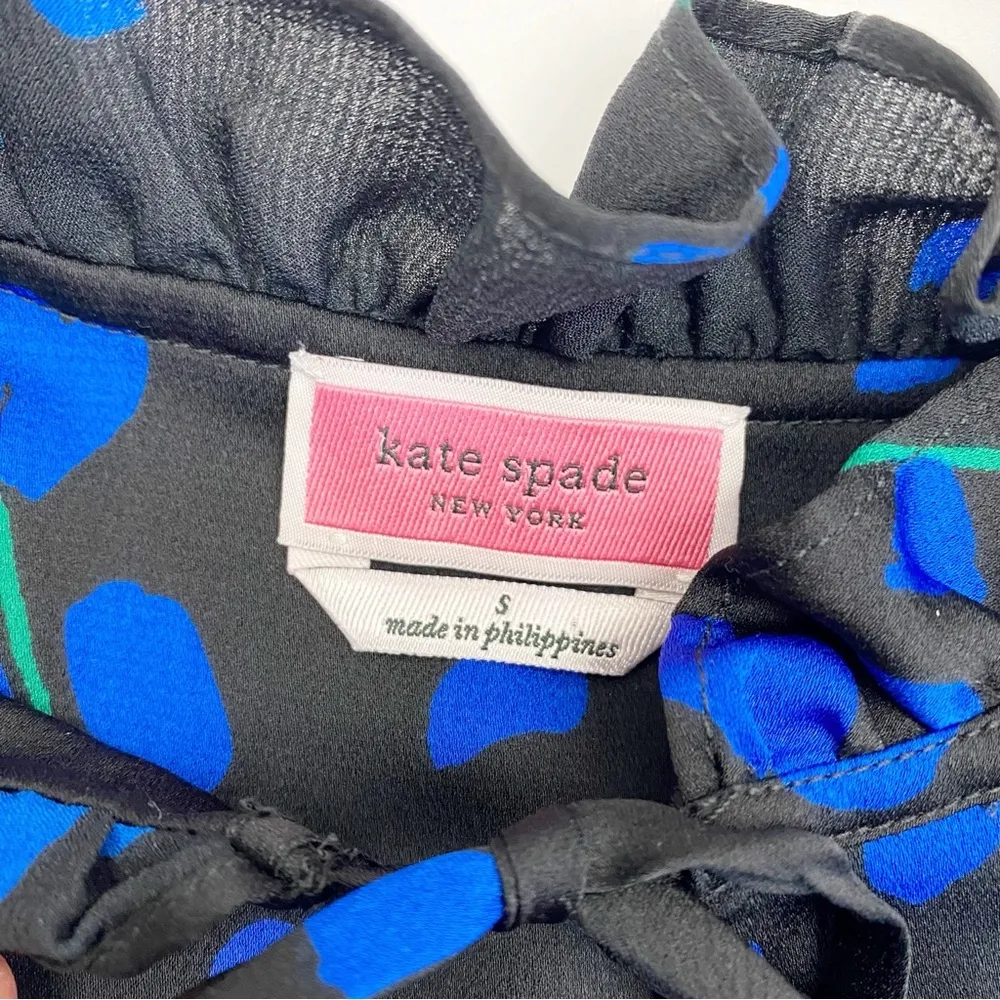 kate spade
NEW YORK
S
made in philippines